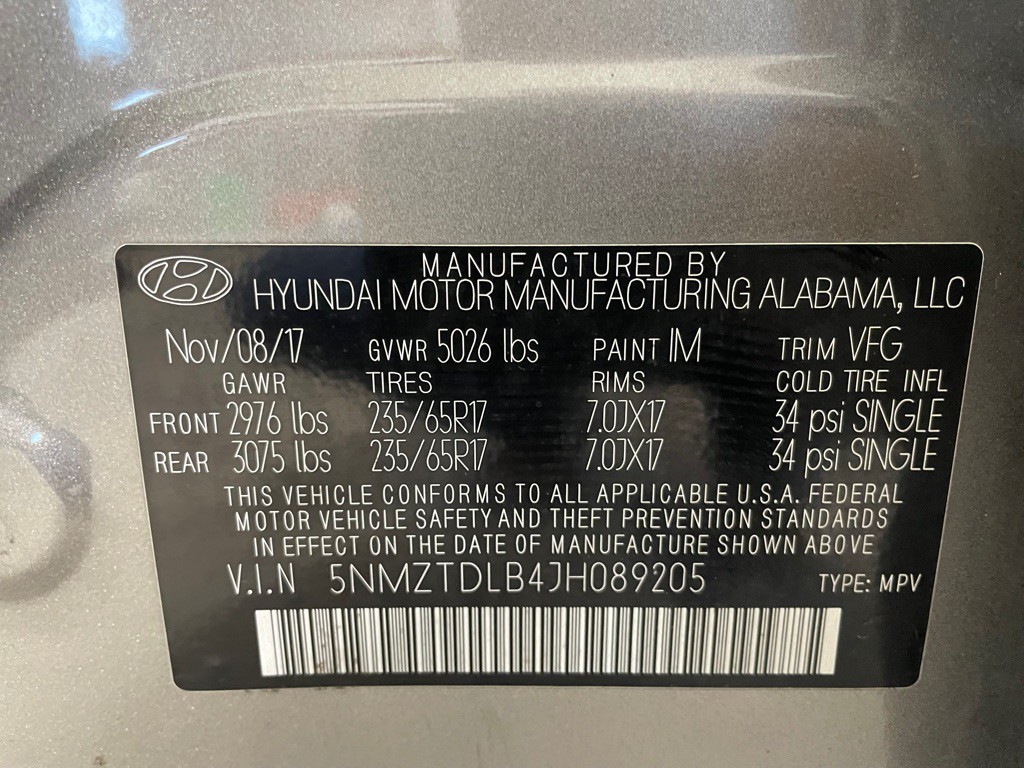 MANUFACTURED BY
HYUNDAI MOTOR MANUFACTURING ALABAMA, LLC
Nov/08/17 GVWR 5026 lbs PAINT IM TRIM VFG
GAWR TIRES RIMS COLD TIRE INFL
FRONT 2976 lbs 235/65R17 7.0JX17 34 psi SINGLE
REAR 3075 lbs 235/65R17 7.0JX17 34 psi SINGLE
THIS VEHICLE CONFORMS TO ALL APPLICABLE U.S.A. FEDERAL
MOTOR VEHICLE SAFETY AND THEFT PREVENTION STANDARDS
IN EFFECT ON THE DATE OF MANUFACTURE SHOWN ABOVE
V.I.N 5NMZTDLB4JH089205 TYPE: MPV